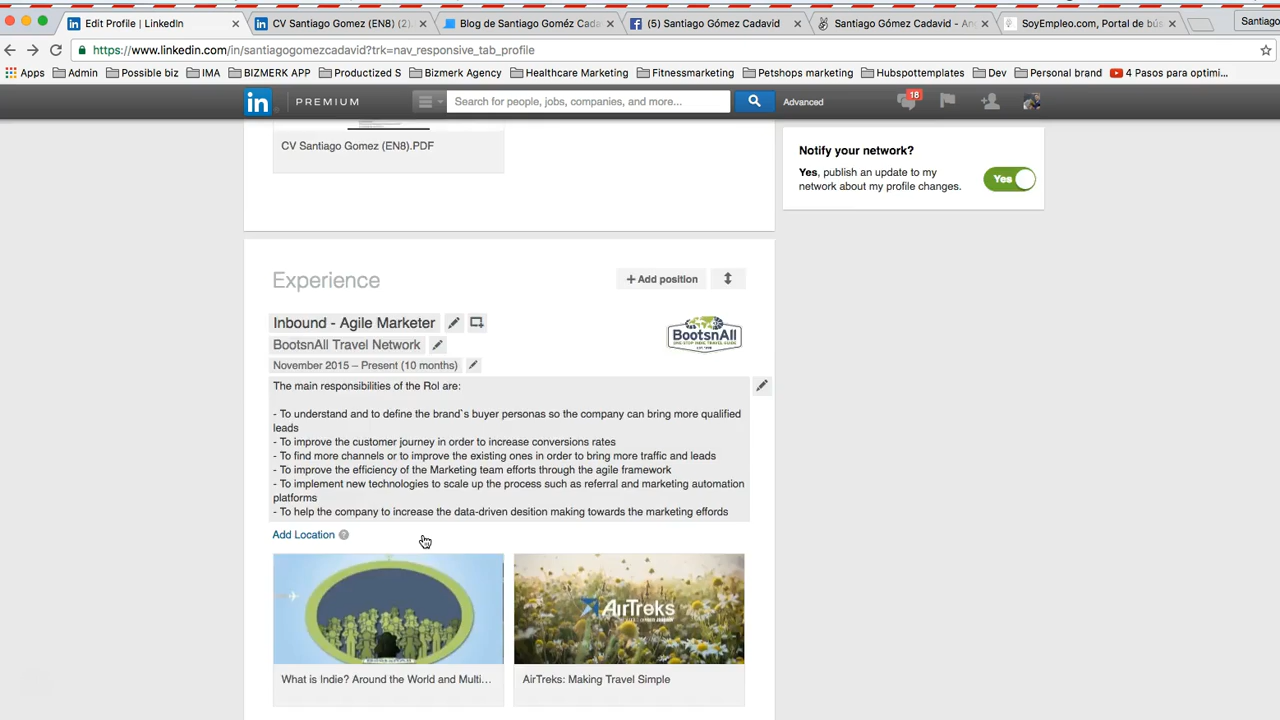 Edit Profile | LinkedIn
CV Santiago Gomez (EN8) (2).
Blog de Santiago Goméz Cada
(5) Santiago Gómez Cadavid
Santiago Gómez Cadavid - An
SoyEmpleo.com, Portal de bús
Santiago
https://www.linkedin.com/in/santiagogomezcadavid?trk=nav_responsive_tab_profile
Apps
Admin
Possible biz
IMA
BIZMERK APP
Productized S
Bizmerk Agency
Healthcare Marketing
Fitnessmarketing
Petshops marketing
Hubspottemplates
Dev
Personal brand
4 Pasos para optimi...
in
PREMIUM
Search for people, jobs, companies, and more...
Advanced
18
CV Santiago Gomez (EN8).PDF
Notify your network?
Yes, publish an update to my
network about my profile changes.
Yes
Experience
+ Add position
Inbound - Agile Marketer
BootsnAll Travel Network
November 2015 – Present (10 months)
BootsnAll
ONE-STOP INDIE TRAVEL GUIDE
The main responsibilities of the Rol are:
- To understand and to define the brand`s buyer personas so the company can bring more qualified
leads
- To improve the customer journey in order to increase conversions rates
- To find more channels or to improve the existing ones in order to bring more traffic and leads
- To improve the efficiency of the Marketing team efforts through the agile framework
- To implement new technologies to scale up the process such as referral and marketing automation
platforms
- To help the company to increase the data-driven desition making towards the marketing effords
Add Location ?
BootsnAll
AirTreks
What is Indie? Around the World and Multi...
AirTreks: Making Travel Simple